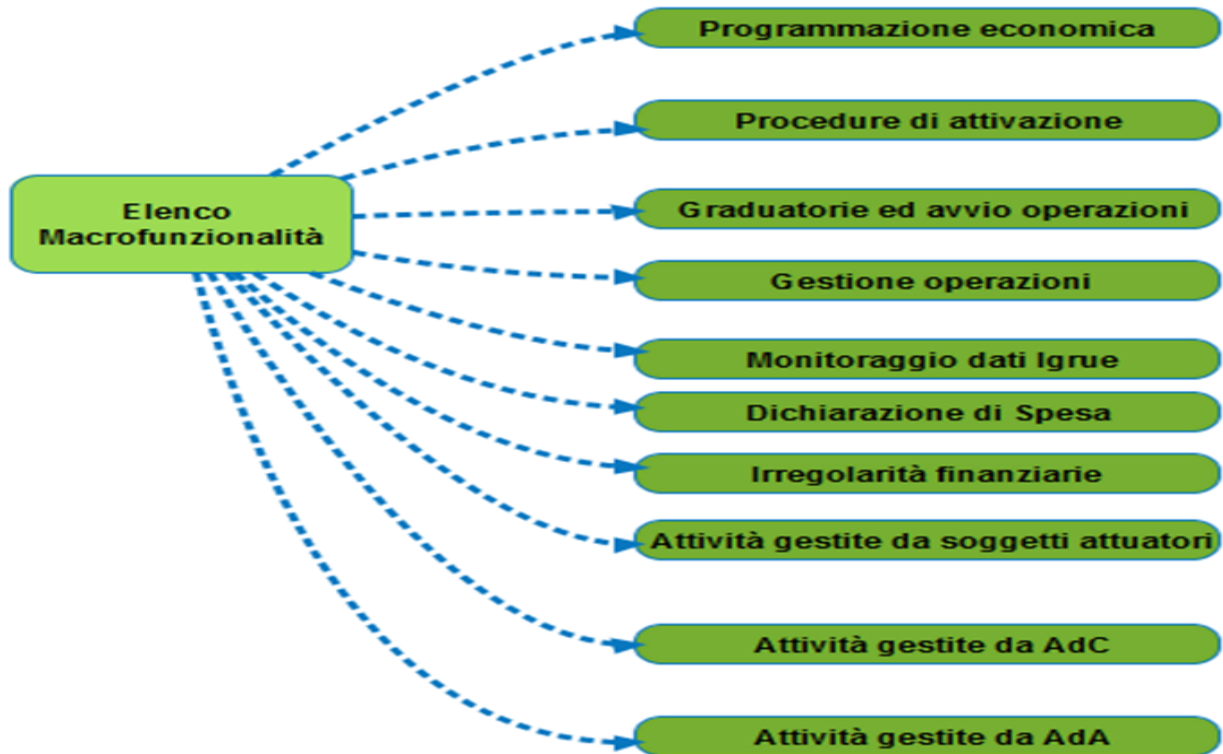 Elenco
Macrofunzionalità
Programmazione economica
Procedure di attivazione
Graduatorie ed avvio operazioni
Gestione operazioni
Monitoraggio dati Igrue
Dichiarazione di Spesa
Irregolarità finanziarie
Attività gestite da soggetti attuatori
Attività gestite da AdC
Attività gestite da AdA